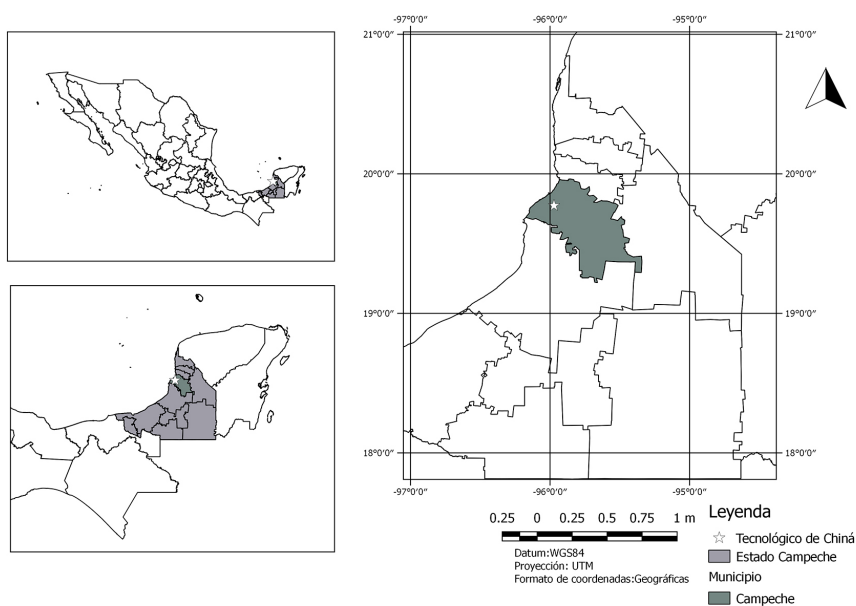 -97°0'0" -96°0'0" -95°0'0"
21°0'0" 21°0'0"
20°0'0" 20°0'0"
19°0'0" 19°0'0"
18°0'0" 18°0'0"
-97°0'0" -96°0'0" -95°0'0"
0.25 0 0.25 0.5 0.75 1 m
Datum:WGS84
Proyección: UTM
Formato de coordenadas:Geográficas
Leyenda
Tecnológico de Chiná
Estado Campeche
Municipio
Campeche